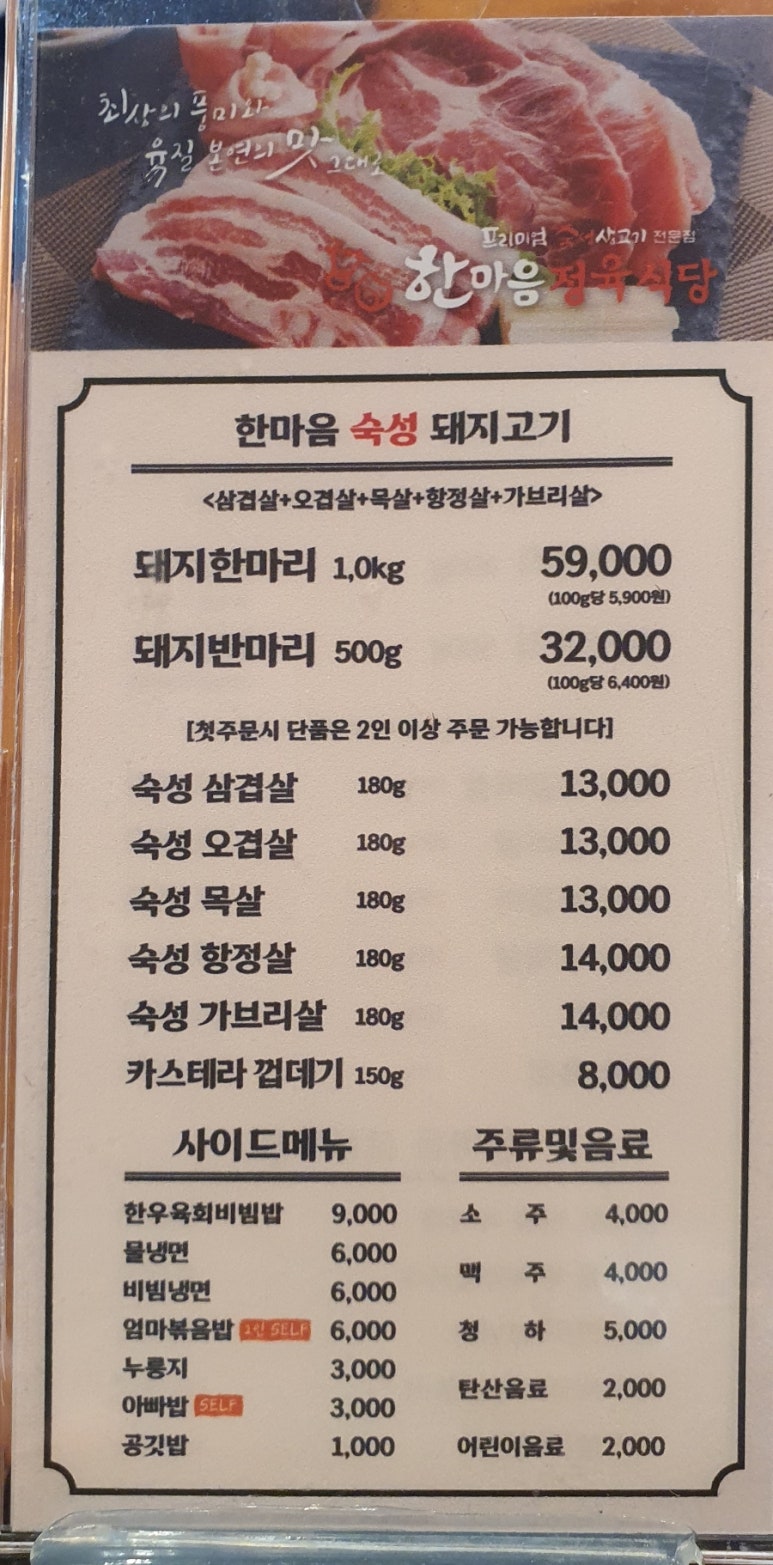 최상의 풍미와
육질 본연의 맛 그대로
프리미엄 숙성 생고기 전문점
한마음정육식당
한마음 숙성 돼지고기
<삼겹살+오겹살+목살+항정살+가브리살>
돼지한마리 1,0kg 59,000
(100g당 5,900원)
돼지반마리 500g 32,000
(100g당 6,400원)
[첫주문시 단품은 2인 이상 주문 가능합니다]
숙성 삼겹살 180g 13,000
숙성 오겹살 180g 13,000
숙성 목살 180g 13,000
숙성 항정살 180g 14,000
숙성 가브리살 180g 14,000
카스테라 껍데기 150g 8,000
사이드메뉴
한우육회비빔밥 9,000
물냉면 6,000
비빔냉면 6,000
엄마볶음밥 2인 SELF 6,000
누룽지 3,000
아빠밥 SELF 3,000
공깃밥 1,000
주류및음료
소 주 4,000
맥 주 4,000
청 하 5,000
탄산음료 2,000
어린이음료 2,000